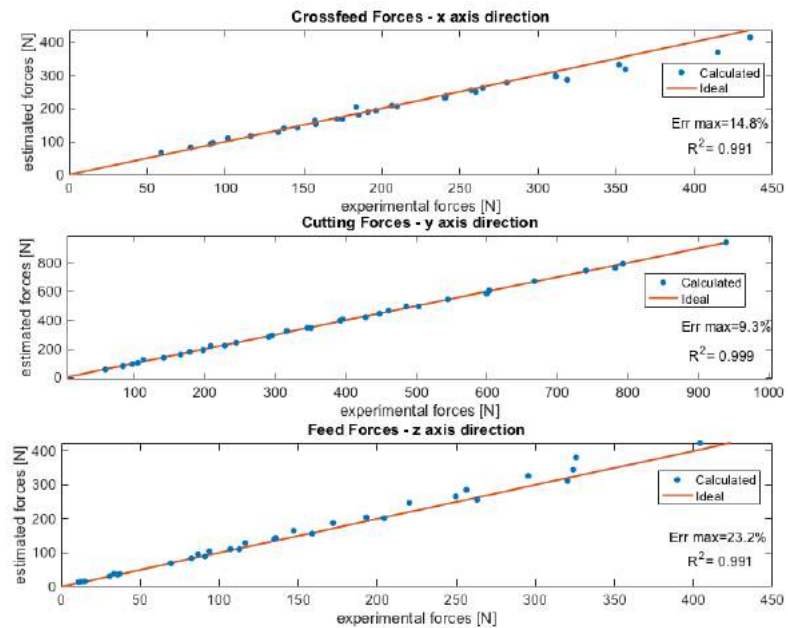 Crossfeed Forces - x axis direction
estimated forces [N]
400
300
200
100
0
0 50 100 150 200 250 300 350 400 450
experimental forces [N]
Calculated
Ideal
Err max=14.8%
R²= 0.991
Cutting Forces - y axis direction
estimated forces [N]
800
600
400
200
0
100 200 300 400 500 600 700 800 900 1000
experimental forces [N]
Calculated
Ideal
Err max=9.3%
R²= 0.999
Feed Forces - z axis direction
estimated forces [N]
400
300
200
100
0
0 50 100 150 200 250 300 350 400 450
experimental forces [N]
Calculated
Ideal
Err max=23.2%
R²= 0.991